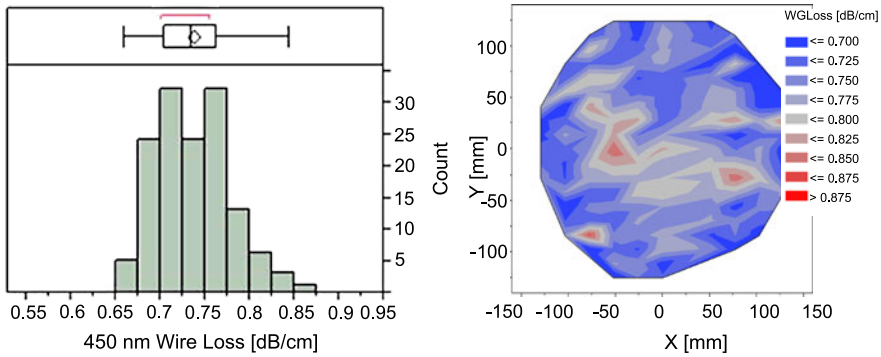 30
25
20
15
10
5
Count
0.55 0.6 0.65 0.7 0.75 0.8 0.85 0.9 0.95
450 nm Wire Loss [dB/cm]
100
50
0
-50
-100
Y [mm]
-150 -100 -50 0 50 100 150
X [mm]
WGLoss [dB/cm]
<= 0.700
<= 0.725
<= 0.750
<= 0.775
<= 0.800
<= 0.825
<= 0.850
<= 0.875
> 0.875